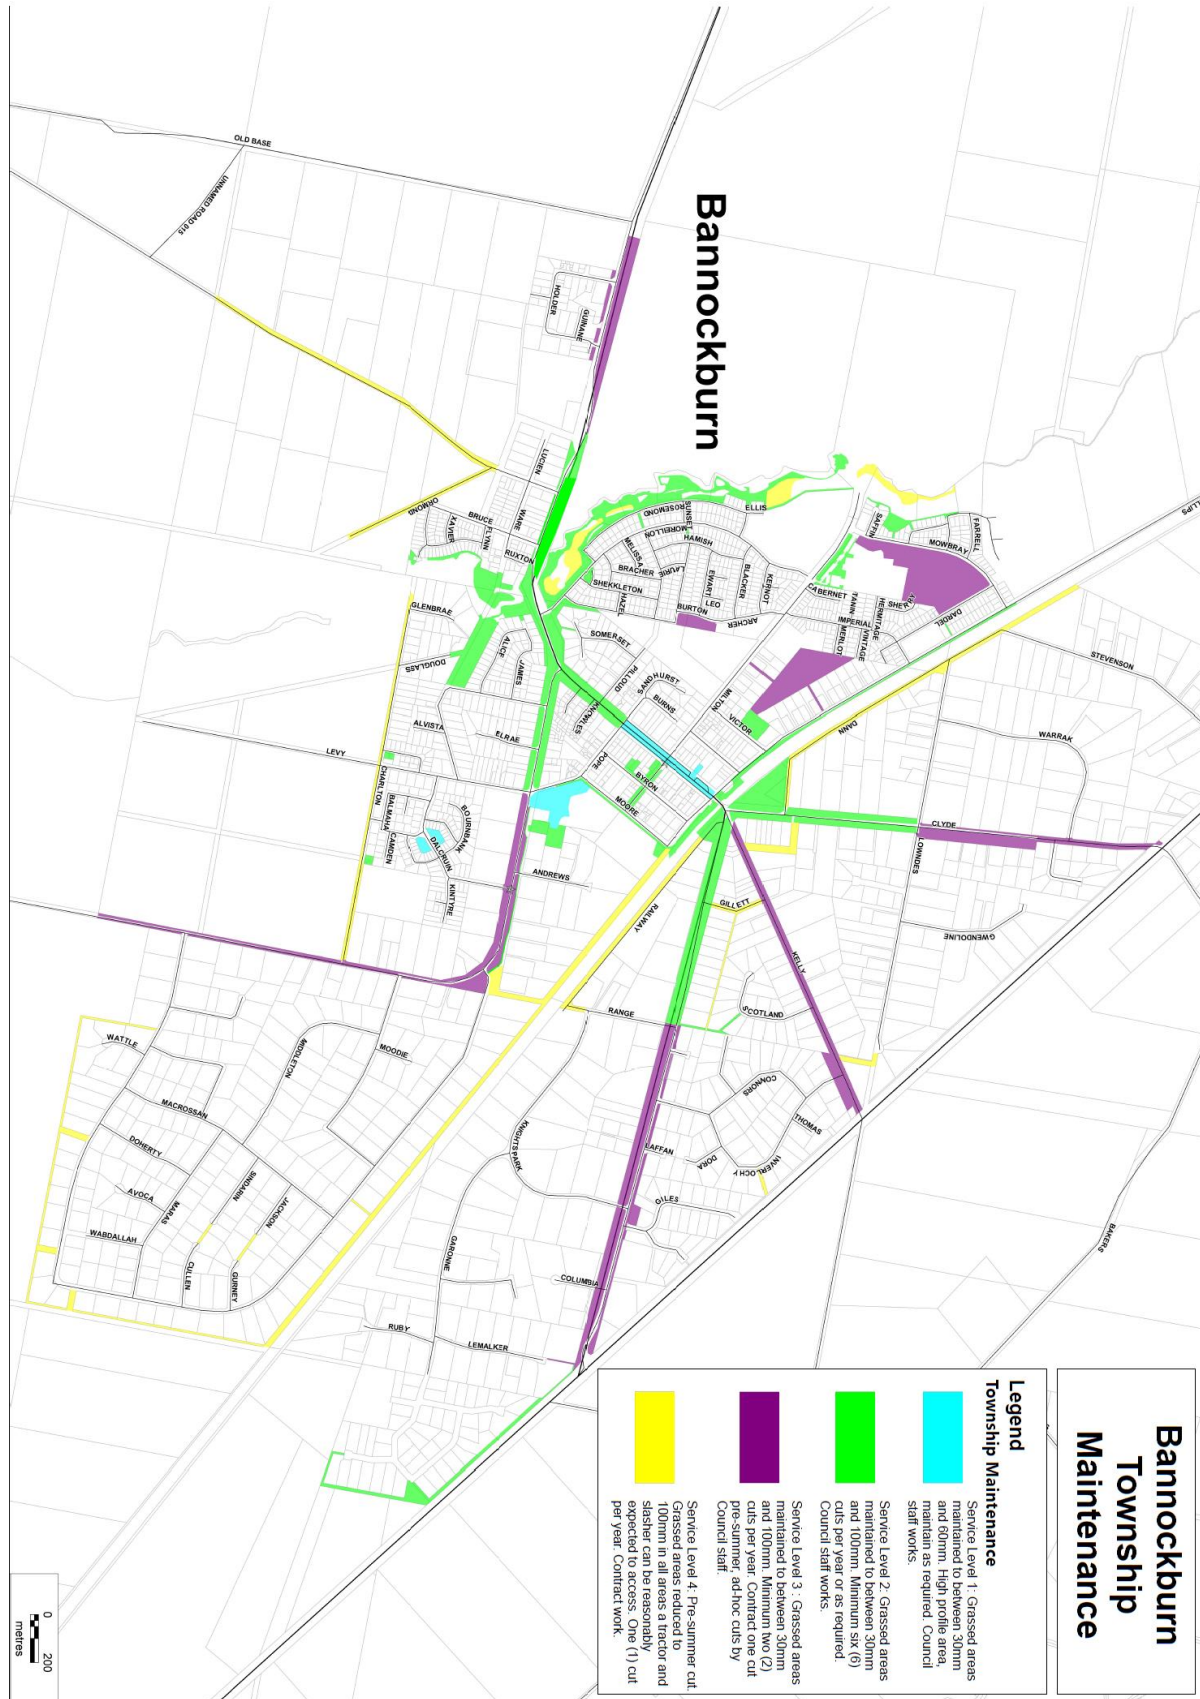 Bannockburn
Township
Maintenance
Legend
Township Maintenance
Service Level 1: Grassed areas
maintained to between 30mm
and 60mm. High profile area,
maintain as required. Council
staff works.
Service Level 2: Grassed areas
maintained to between 30mm
and 100mm. Minimum six (6)
cuts per year or as required.
Council staff works.
Service Level 3 : Grassed areas
maintained to between 30mm
and 100mm. Minimum two (2)
cuts per year. Contract one cut
pre-summer, ad-hoc cuts by
Council staff.
Service Level 4: Pre-summer cut.
Grassed areas reduced to
100mm in all areas a tractor and
slasher can be reasonably
expected to access. One (1) cut
per year. Contract work.
0 200
metres
Bannockburn
OLD BASE
UNNAMED ROAD 015
HOLDER
GUINANE
LUCIEN
WARE
ORMOND
BRUCE
XAVIER
FLYNN
RUXTON
GLENBRAE
DOUGLASS
ALICE
JAMES
ALVISTA
ELRAE
LEVY
CHARLTON
BALMAHA
CAMDEN
DALCRUIN
BOURNBANK
KINTYRE
ANDREWS
ELLIS
ROSEMOND
SUNSET
MOREILLON
HAMISH
MELISSA
LAURIE
BRACHER
SHEKKLETON
HAZEL
EWART
LEO
BLACKER
KERNOT
BURTON
ARCHER
SOMERSET
PILLOUD
SANDHURST
BURNS
KNOWLES
POPE
BYRON
MOORE
MILTON
VICTOR
CABERNET
TANN
HERMITAGE
SHERRY
IMPERIAL
MERLOT
VINTAGE
SAFFIN
FARRELL
MOWBRAY
DARDEL
STEVENSON
WARRAK
DANN
CLYDE
LOWNDES
GWENDOLINE
KELLY
GILLETT
RAILWAY
RANGE
SCOTLAND
CONNORS
THOMAS
INVERLOCHY
DORA
LAFFAN
GILES
KNIGHTSPARK
GARONNE
COLUMBIA
RUBY
LEMALKER
BAKERS
WATTLE
MIDDLETON
MOODIE
MACROSSAN
DOHERTY
AVOCA
WABDALLAH
MARAS
SINDARIN
JACKSON
CULLEN
GURNEY